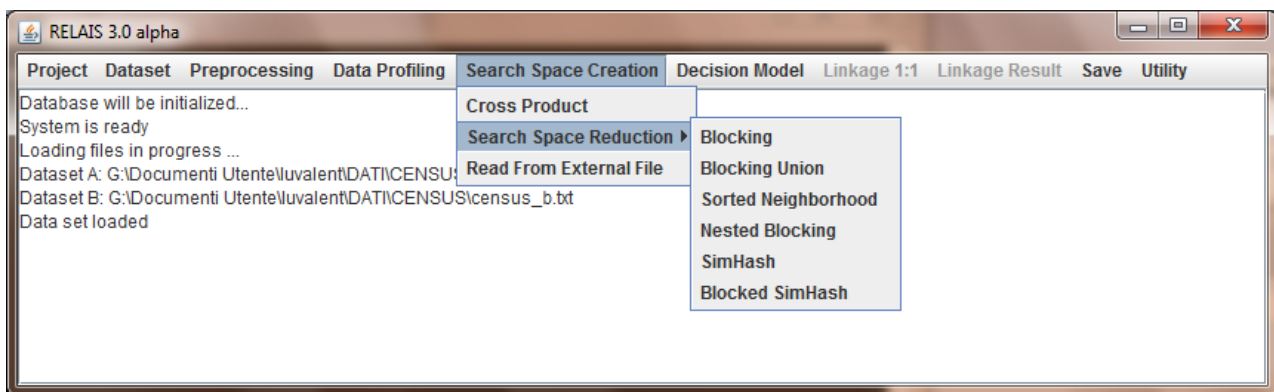 RELAIS 3.0 alpha
Project Dataset Preprocessing Data Profiling Search Space Creation Decision Model Linkage 1:1 Linkage Result Save Utility
Database will be initialized...
System is ready
Loading files in progress ...
Dataset A: G:\Documenti Utente\luvalent\DATI\CENSUS
Dataset B: G:\Documenti Utente\luvalent\DATI\CENSUS\census_b.txt
Data set loaded
Cross Product
Search Space Reduction
Read From External File
Blocking
Blocking Union
Sorted Neighborhood
Nested Blocking
SimHash
Blocked SimHash